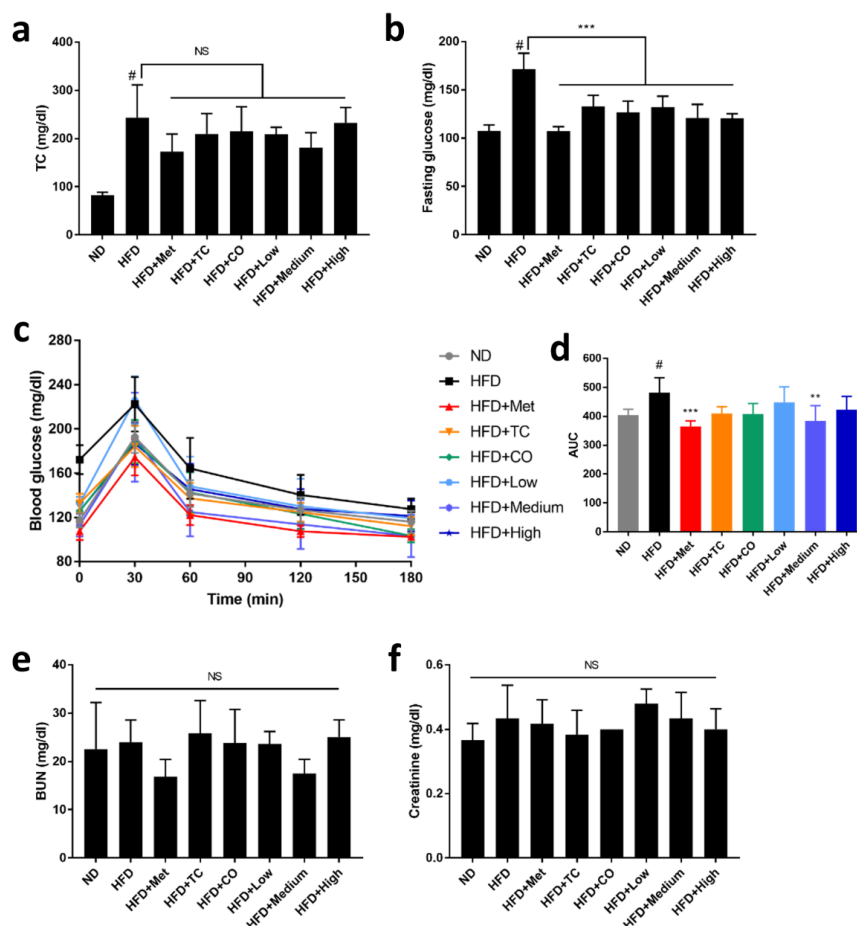 a
NS
#
TC (mg/dl)
400
300
200
100
0
ND
HFD
HFD+Met
HFD+TC
HFD+CO
HFD+Low
HFD+Medium
HFD+High
b
***
#
Fasting glucose (mg/dl)
200
150
100
50
0
ND
HFD
HFD+Met
HFD+TC
HFD+CO
HFD+Low
HFD+Medium
HFD+High
c
Blood glucose (mg/dl)
280
240
200
160
120
80
0
30
60
90
120
150
180
Time (min)
ND
HFD
HFD+Met
HFD+TC
HFD+CO
HFD+Low
HFD+Medium
HFD+High
d
#
***
**
AUC
600
500
400
300
200
100
0
ND
HFD
HFD+Met
HFD+TC
HFD+CO
HFD+Low
HFD+Medium
HFD+High
e
NS
BUN (mg/dl)
40
30
20
10
0
ND
HFD
HFD+Met
HFD+TC
HFD+CO
HFD+Low
HFD+Medium
HFD+High
f
NS
Creatinine (mg/dl)
0.6
0.4
0.2
0.0
ND
HFD
HFD+Met
HFD+TC
HFD+CO
HFD+Low
HFD+Medium
HFD+High